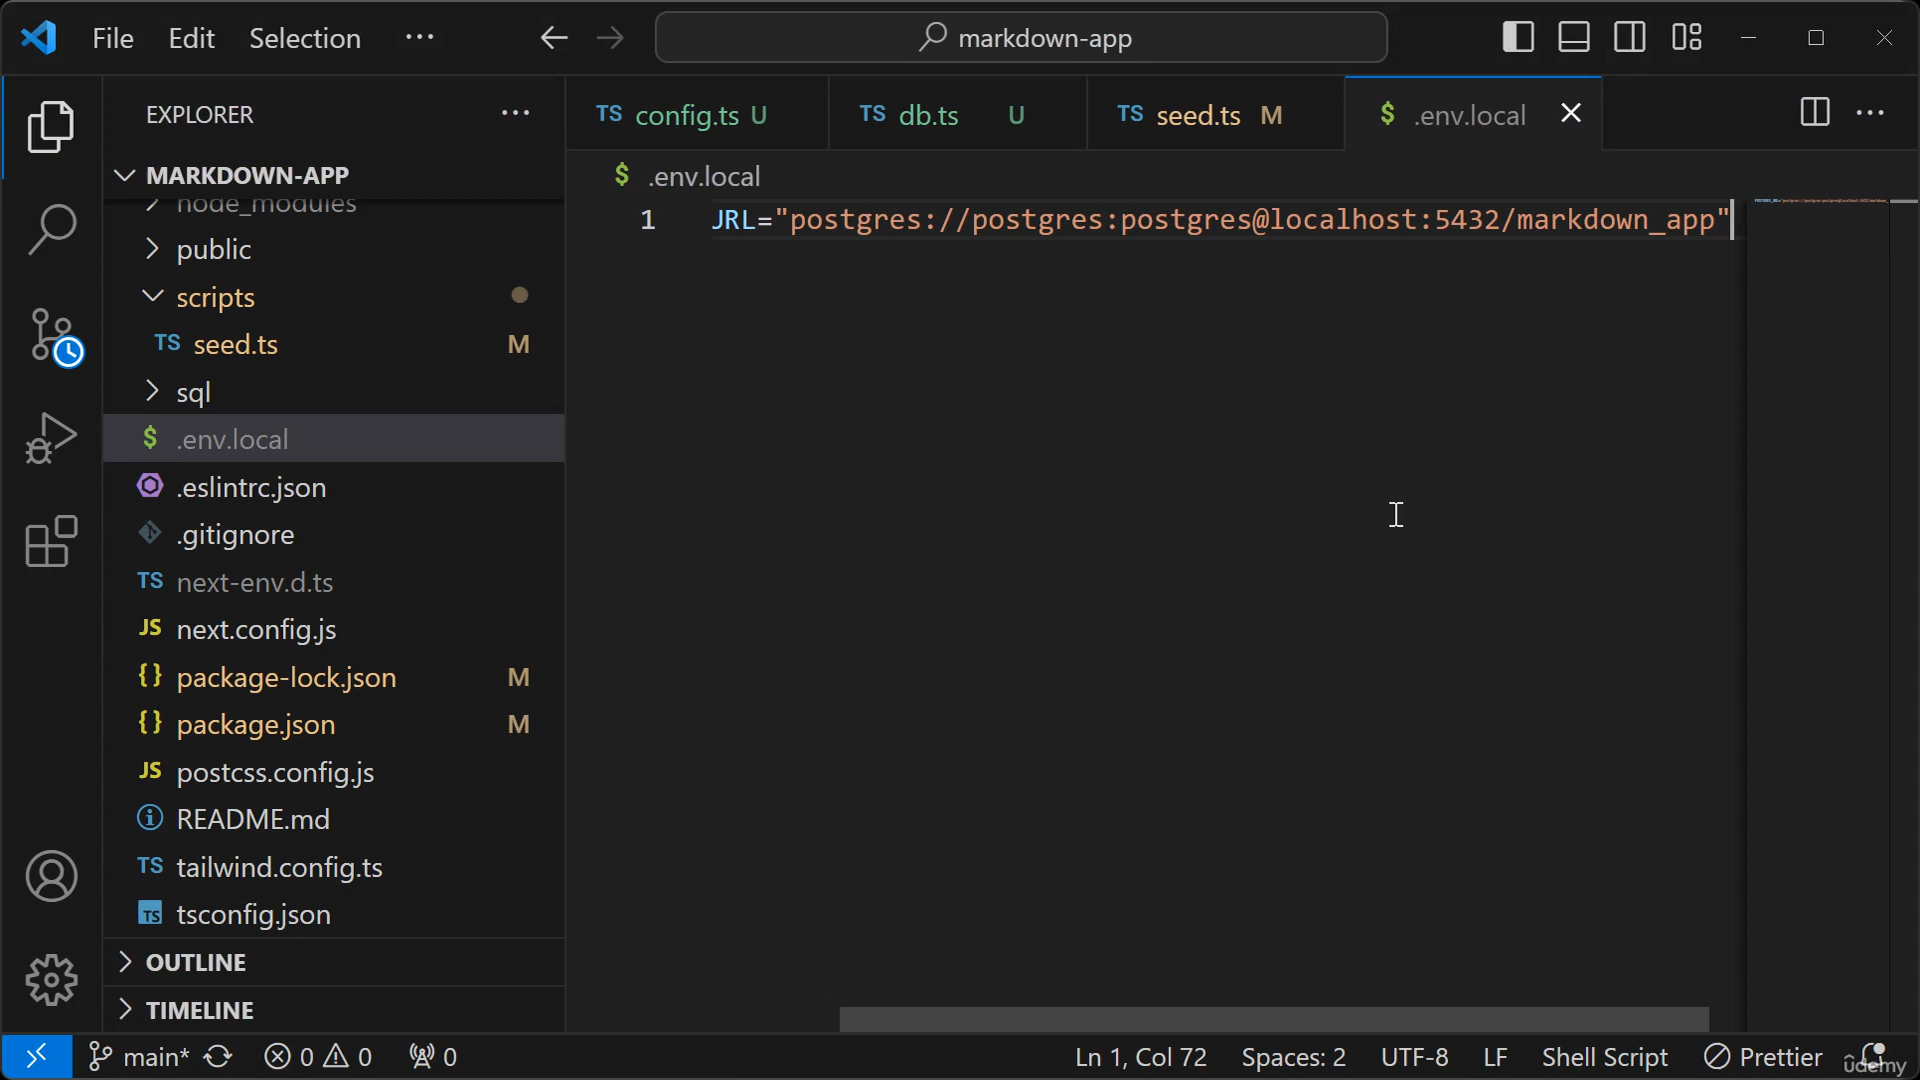 File Edit Selection ··· markdown-app
EXPLORER ···
MARKDOWN-APP
node_modules
public
scripts
TS seed.ts M
sql
$ .env.local
.eslintrc.json
.gitignore
TS next-env.d.ts
JS next.config.js
{} package-lock.json M
{} package.json M
JS postcss.config.js
README.md
TS tailwind.config.ts
TS tsconfig.json
OUTLINE
TIMELINE
TS config.ts U TS db.ts U TS seed.ts M $ .env.local
$ .env.local
1 JRL="postgres://postgres:postgres@localhost:5432/markdown_app"
main* 0 0 0 Ln 1, Col 72 Spaces: 2 UTF-8 LF Shell Script Prettier
udemy